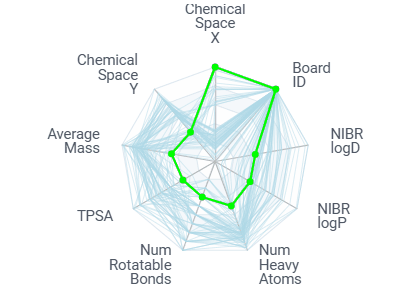 Chemical
Space
X
Board
ID
NIBR
logD
NIBR
logP
Num
Heavy
Atoms
Num
Rotatable
Bonds
TPSA
Average
Mass
Chemical
Space
Y